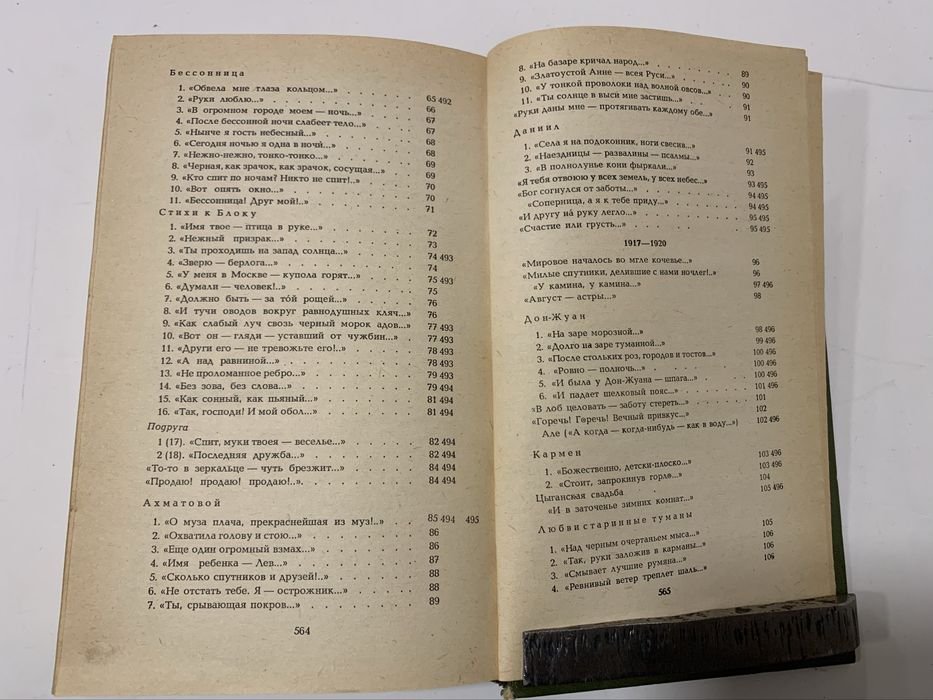 Бессонница
1. «Обвела мне глаза кольцом...» . . . . . 65 492
2. «Руки люблю...» . . . . . 66
3. «В огромном городе моем — ночь...» . . . . . 67
4. «После бессонной ночи слабеет тело...» . . . . . 67
5. «Нынче я гость небесный...» . . . . . 68
6. «Сегодня ночью я одна в ночи...» . . . . . 68
7. «Нежно-нежно, тонко-тонко...» . . . . . 69
8. «Черная, как зрачок, как зрачок, сосущая...» . . 69
9. «Кто спит по ночам? Никто не спит!..» . . . . . 70
10. «Вот опять окно...» . . . . . 70
11. «Бессонница! Друг мой!..» . . . . . 71
Стихи к Блоку
1. «Имя твое — птица в руке...» . . . . . 72
2. «Нежный призрак...» . . . . . 73
3. «Ты проходишь на запад солнца...» . . . . . 74 493
4. «Зверю — берлога...» . . . . . 74
5. «У меня в Москве — купола горят...» . . . . . 75 493
6. «Думали — человек!..» . . . . . 75
7. «Должно быть — за то́й рощей...» . . . . . 76
8. «И тучи оводов вокруг равнодушных кляч...» . 76
9. «Как слабый луч свозь черный морок адов...» . 77 493
10. «Вот он — гляди — уставший от чужбин...» . 77 493
11. «Други его — не тревожьте его!..» . . . . . 78 493
12. «А над равниной...» . . . . . 78 493
13. «Не проломанное ребро...» . . . . . 79 493
14. «Без зова, без слова...» . . . . . 79 494
15. «Как сонный, как пьяный...» . . . . . 81 494
16. «Так, господи! И мой обол...» . . . . . 81 494
Подруга
1 (17). «Спит, муки твоея — веселье...» . . . . . 82 494
2 (18). «Последняя дружба...» . . . . . 82 494
«То-то в зеркальце — чуть брезжит...» . . . . . 84 494
«Продаю! продаю! продаю!..». . . . . 84 494
Ахматовой
1. «О муза плача, прекраснейшая из муз!..» . . 85 494 495
2. «Охватила голову и стою...» . . . . . 86
3. «Еще один огромный взмах...» . . . . . 86
4. «Имя ребенка — Лев...» . . . . . 87
5. «Сколько спутников и друзей!..» . . . . . 88
6. «Не отстать тебе. Я — острожник...» . . . . . 88
7. «Ты, срывающая покров...» . . . . . 89
564
8. «На базаре кричал народ...» . . . . . 89
9. «Златоустой Анне — всея Руси...» . . . . . 90
10. «У тонкой проволоки над волной овсов...» . 90
11. «Ты солнце в выси мне застишь...» . . . . . 91
«Руки даны мне — протягивать каждому обе...» . . 91
Даниил
1. «Села я на подоконник, ноги свесив...» . . . 91 495
2. «Наездницы — развалины — псалмы...» . . . 92
3. «В полнолунье кони фыркали...» . . . . . 93
«Я тебя отвоюю у всех земель, у всех небес...» . . 93 495
«Бог согнулся от заботы...» . . . . . 94 495
«Соперница, а я к тебе приду...» . . . . . 94 495
«И другу на́ руку легло...» . . . . . 95 495
«Счастие или грусть...» . . . . . 95 495
1917—1920
«Мировое началось во мгле кочевье...» . . . 96
«Милые спутники, делившие с нами ночлег!..» . . 96
«У камина, у камина...» . . . . . 97 496
«Август — астры...» . . . . . 98
Дон-Жуан
1. «На заре морозной...» . . . . . 98 496
2. «Долго на заре туманной...» . . . . . 99 496
3. «После стольких роз, городов и тостов...» . . 100 496
4. «Ровно — полночь...» . . . . . 100 496
5. «И была у Дон-Жуана — шпага...» . . . . . 100 496
6. «И падает шелковый пояс...» . . . . . 101 496
«В лоб целовать — заботу стереть...» . . . . . 101
«Горечь! Горечь! Вечный привкус...» . . . . . 102
Але («А когда — когда-нибудь — как в воду...») 102 496
Кармен
1. «Божественно, детски-плоско...» . . . . . 103 496
2. «Стоит, запрокинув горло...» . . . . . 103 496
Цыганская свадьба . . . . . 104
«И в заточенье зимних комнат...» . . . . . 105 496
Любви старинные туманы
1. «Над черным очертаньем мыса...» . . . . . 105
2. «Так, руки заложив в карманы...» . . . . . 106
3. «Смывает лучшие румяна...» . . . . . 106
4. «Ревнивый ветер треплет шаль...» . . . . . 106
565